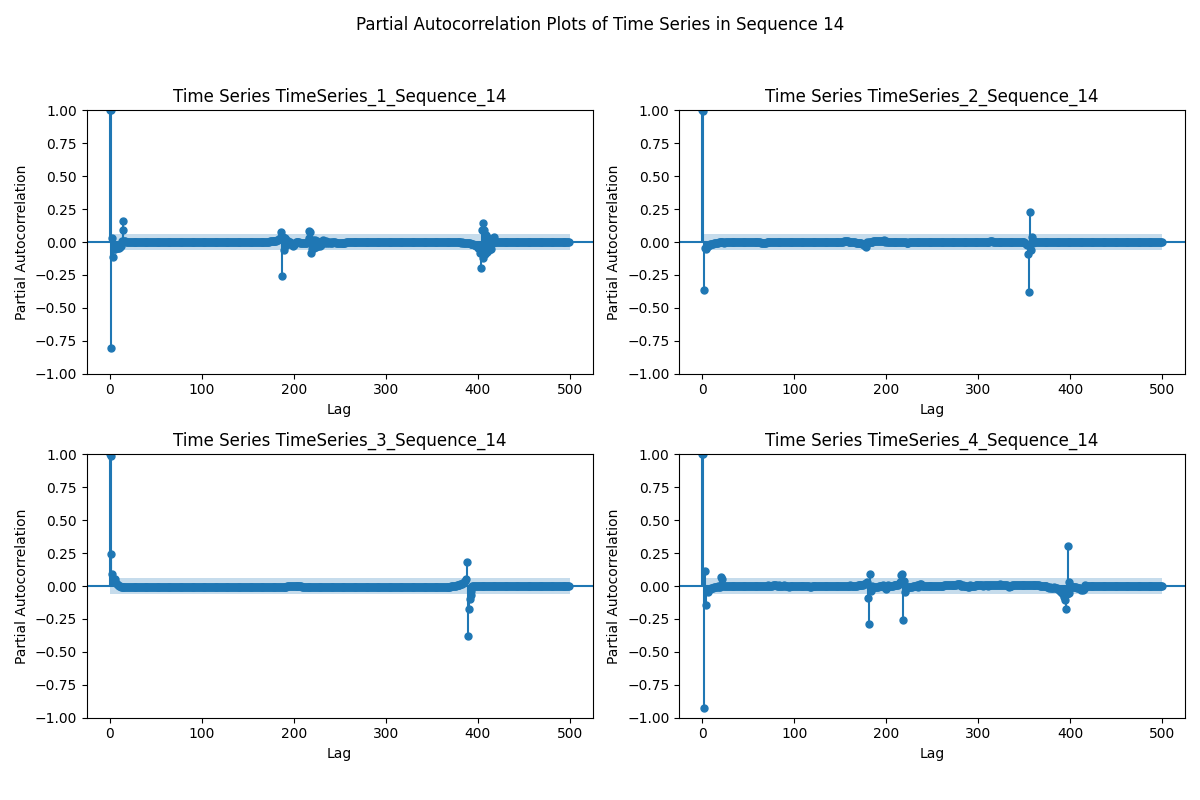 Partial Autocorrelation Plots of Time Series in Sequence 14
Time Series TimeSeries_1_Sequence_14
1.00
0.75
0.50
0.25
0.00
−0.25
−0.50
−0.75
−1.00
Partial Autocorrelation
0 100 200 300 400 500
Lag
Time Series TimeSeries_2_Sequence_14
1.00
0.75
0.50
0.25
0.00
−0.25
−0.50
−0.75
−1.00
Partial Autocorrelation
0 100 200 300 400 500
Lag
Time Series TimeSeries_3_Sequence_14
1.00
0.75
0.50
0.25
0.00
−0.25
−0.50
−0.75
−1.00
Partial Autocorrelation
0 100 200 300 400 500
Lag
Time Series TimeSeries_4_Sequence_14
1.00
0.75
0.50
0.25
0.00
−0.25
−0.50
−0.75
−1.00
Partial Autocorrelation
0 100 200 300 400 500
Lag